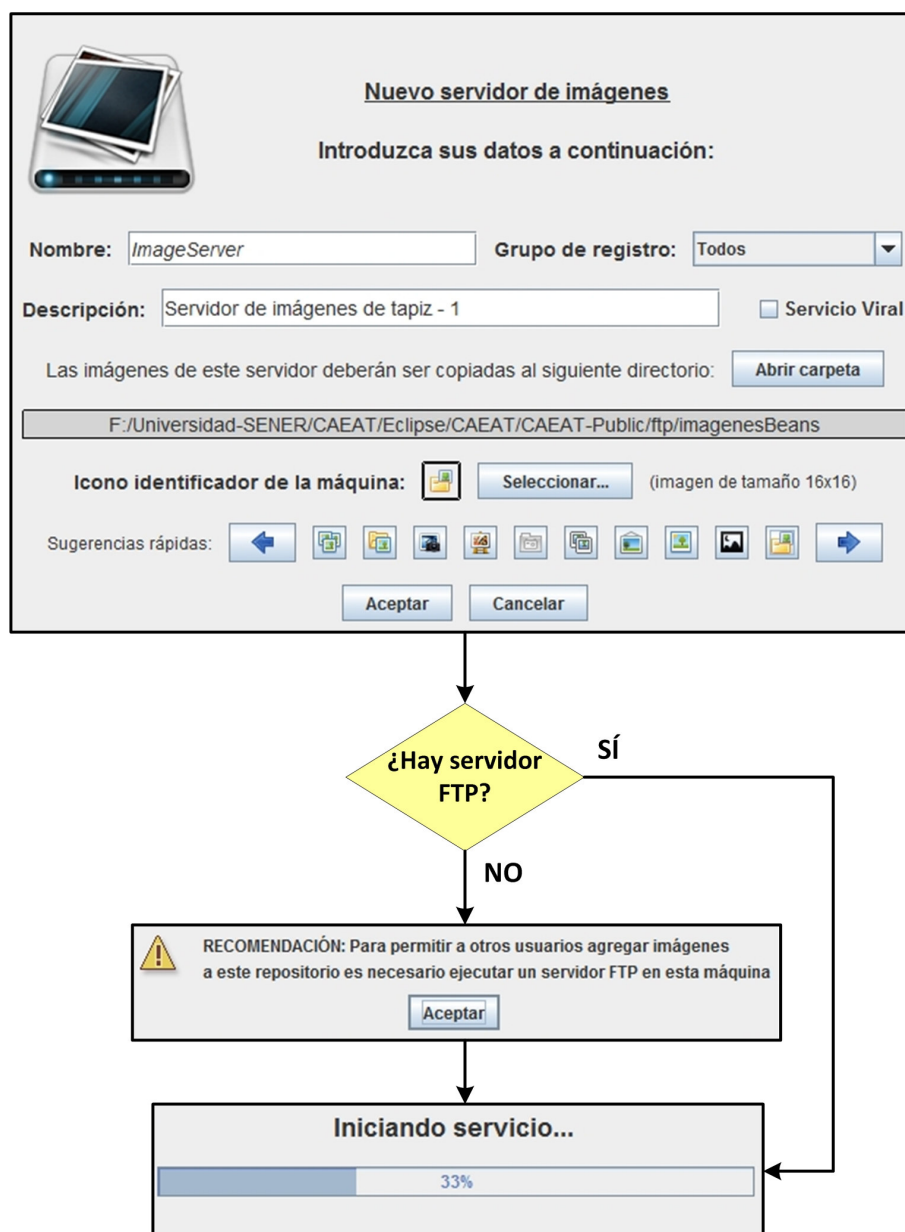 Nuevo servidor de imágenes
Introduzca sus datos a continuación:
Nombre: ImageServer Grupo de registro: Todos
Descripción: Servidor de imágenes de tapiz - 1 Servicio Viral
Las imágenes de este servidor deberán ser copiadas al siguiente directorio: Abrir carpeta
F:/Universidad-SENER/CAEAT/Eclipse/CAEAT/CAEAT-Public/ftp/imagenesBeans
Icono identificador de la máquina: Seleccionar... (imagen de tamaño 16x16)
Sugerencias rápidas:
Aceptar Cancelar
¿Hay servidor
FTP?
SÍ
NO
RECOMENDACIÓN: Para permitir a otros usuarios agregar imágenes
a este repositorio es necesario ejecutar un servidor FTP en esta máquina
Aceptar
Iniciando servicio...
33%